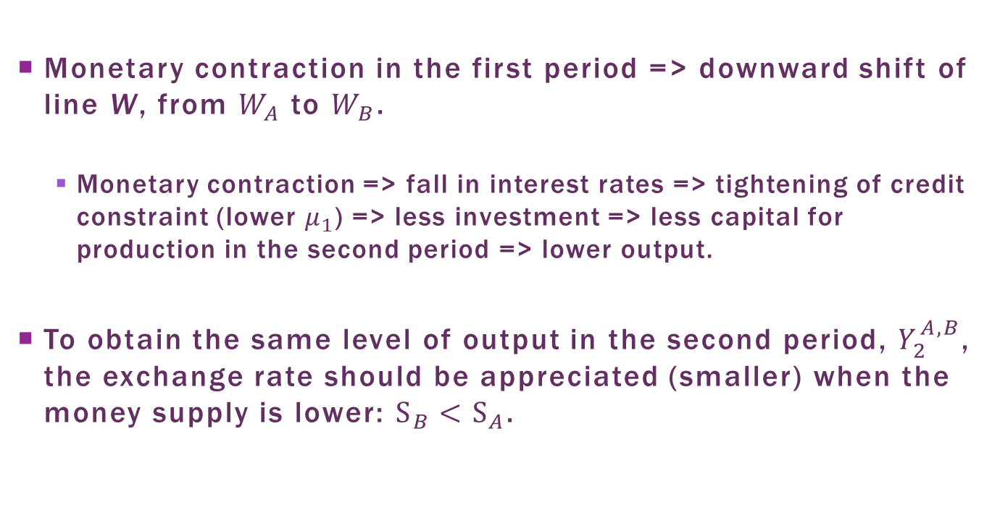 ▪ Monetary contraction in the first period => downward shift of
line W, from W_A to W_B.
▪ Monetary contraction => fall in interest rates => tightening of credit
constraint (lower μ₁) => less investment => less capital for
production in the second period => lower output.
▪ To obtain the same level of output in the second period, Y₂^{A,B},
the exchange rate should be appreciated (smaller) when the
money supply is lower: S_B < S_A.